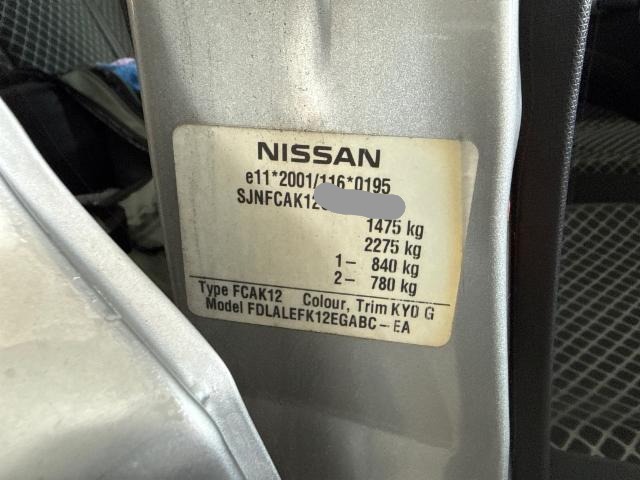 NISSAN
e11*2001/116*0195
SJNFCAK12
1475 kg
2275 kg
1- 840 kg
2- 780 kg
Type FCAK12 Colour, Trim KY0 G
Model FDLALEFK12EGABC-EA